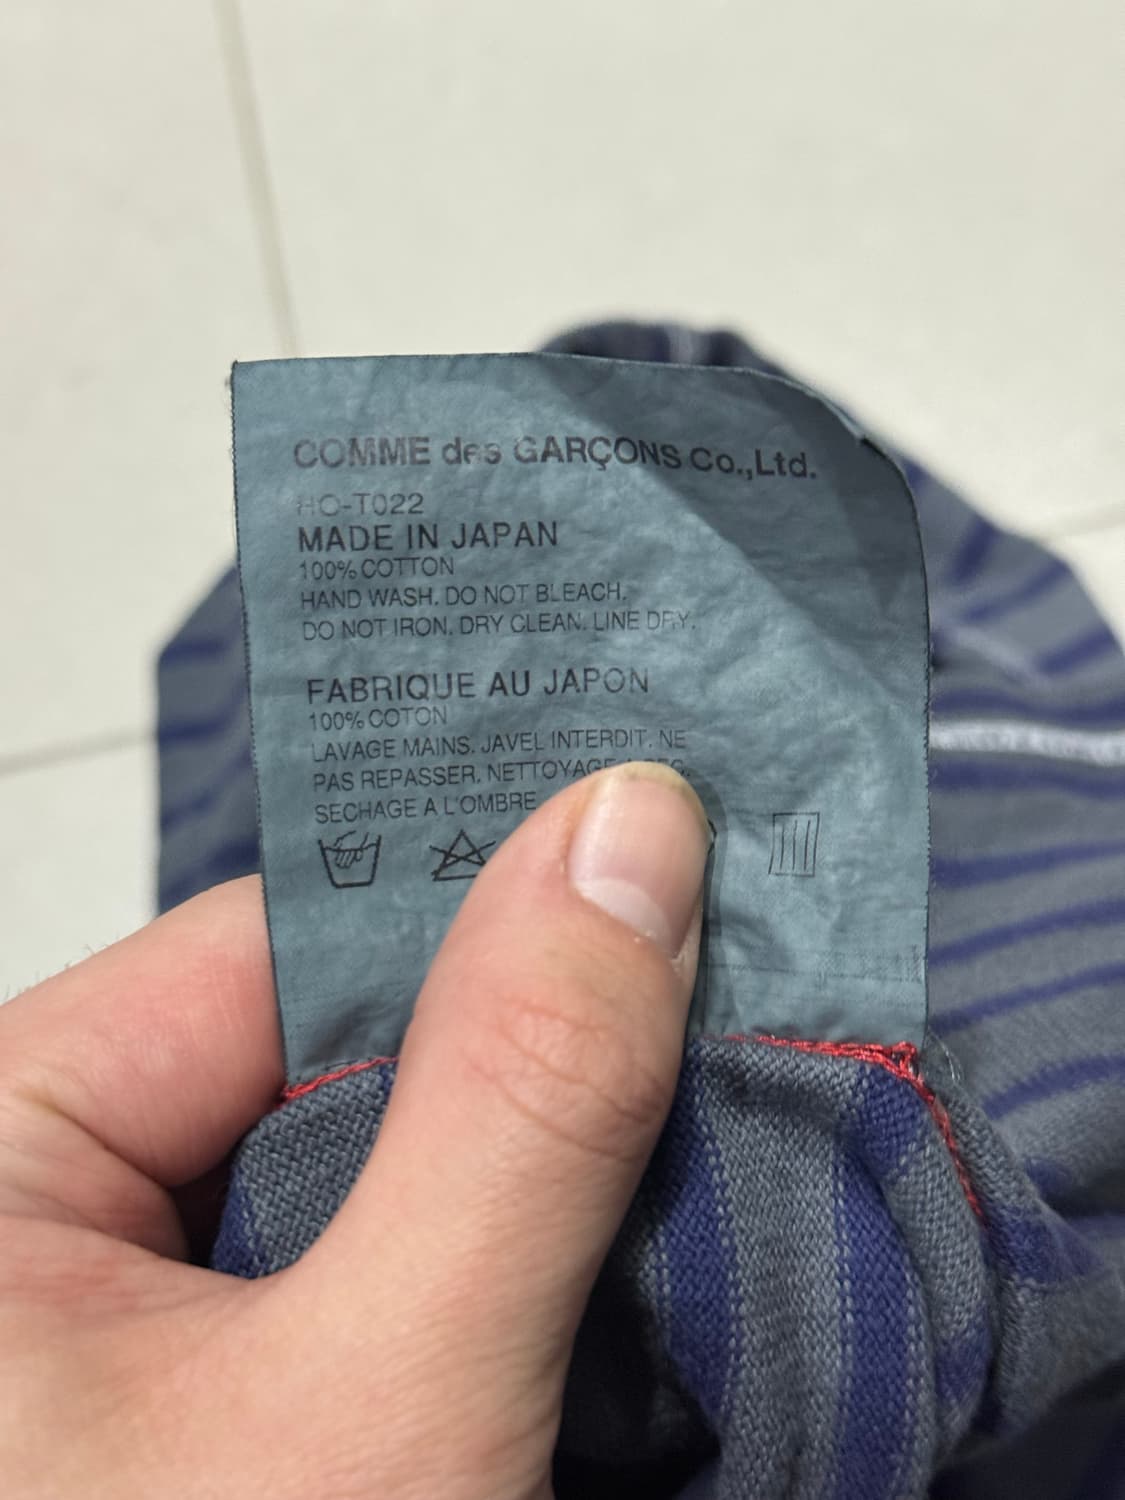 COMME des GARÇONS Co.,Ltd.
HO-T022
MADE IN JAPAN
100% COTTON
HAND WASH. DO NOT BLEACH.
DO NOT IRON. DRY CLEAN. LINE DRY.
FABRIQUE AU JAPON
100% COTON
LAVAGE MAINS. JAVEL INTERDIT. NE
PAS REPASSER. NETTOYAGE
SECHAGE A L'OMBRE